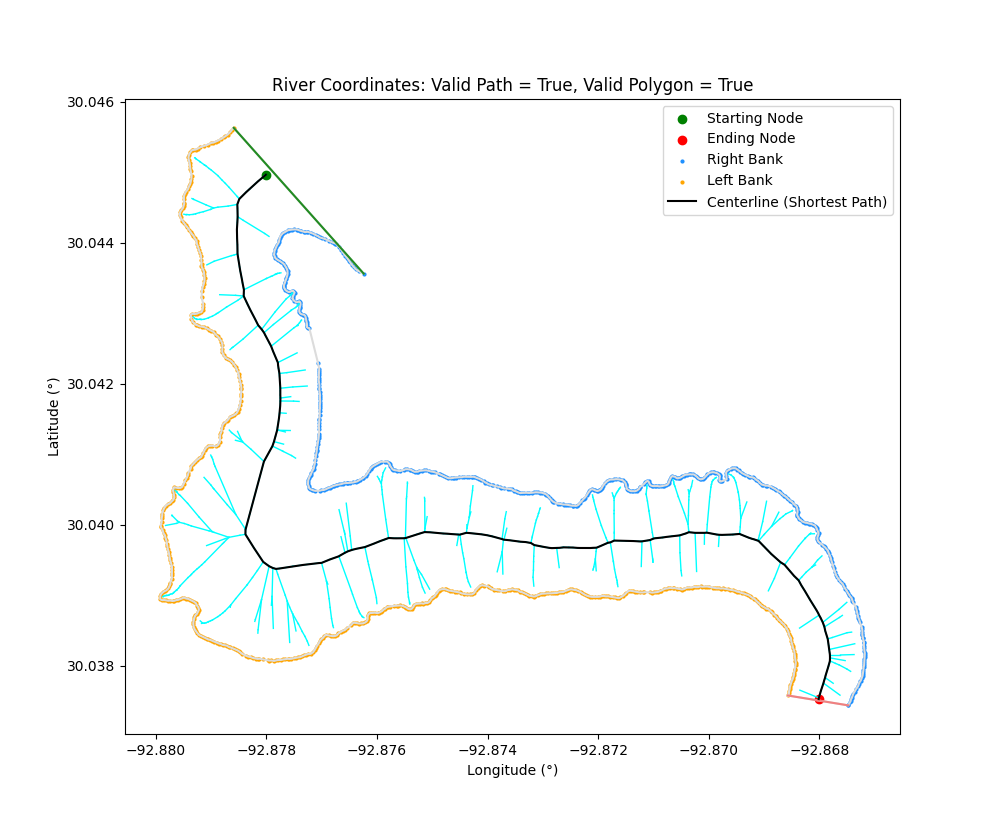 River Coordinates: Valid Path = True, Valid Polygon = True
Starting Node
Ending Node
Right Bank
Left Bank
Centerline (Shortest Path)
30.046
30.044
30.042
30.040
30.038
Latitude (°)
−92.880
−92.878
−92.876
−92.874
−92.872
−92.870
−92.868
Longitude (°)